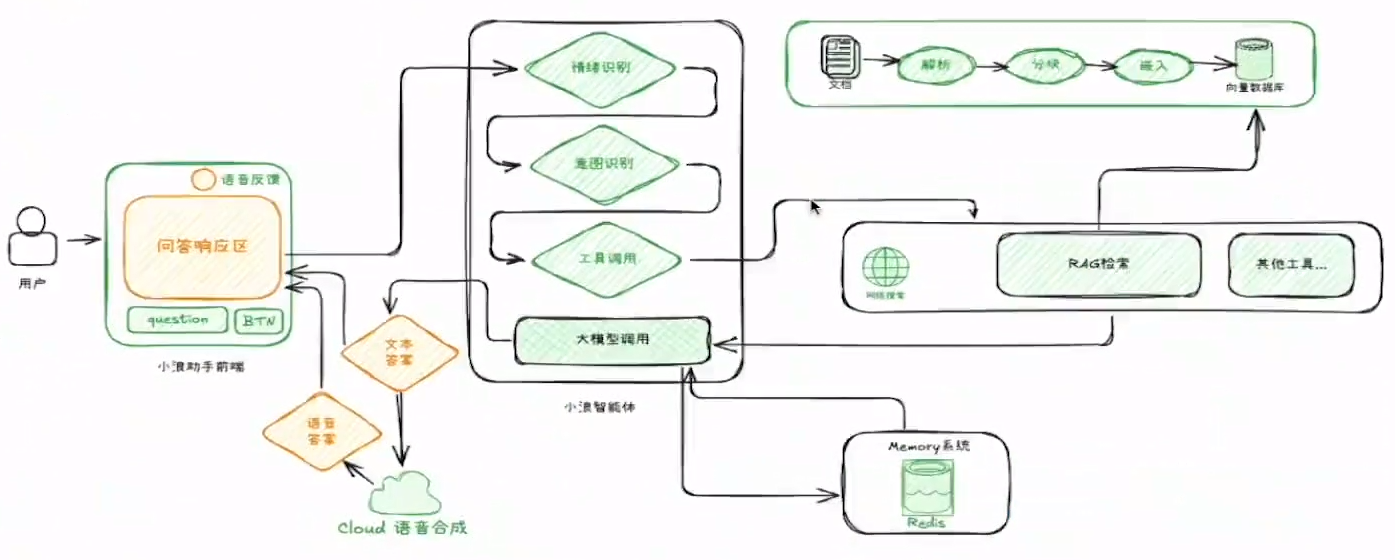 情绪识别
意图识别
工具调用
大模型调用
小浪智能体
文档
解析
分块
嵌入
向量数据库
语音反馈
问答响应区
question
BTN
小浪助手前端
用户
文本
答案
语音
答案
Cloud 语音合成
网络搜索
RAG检索
其他工具...
Memory系统
Redis